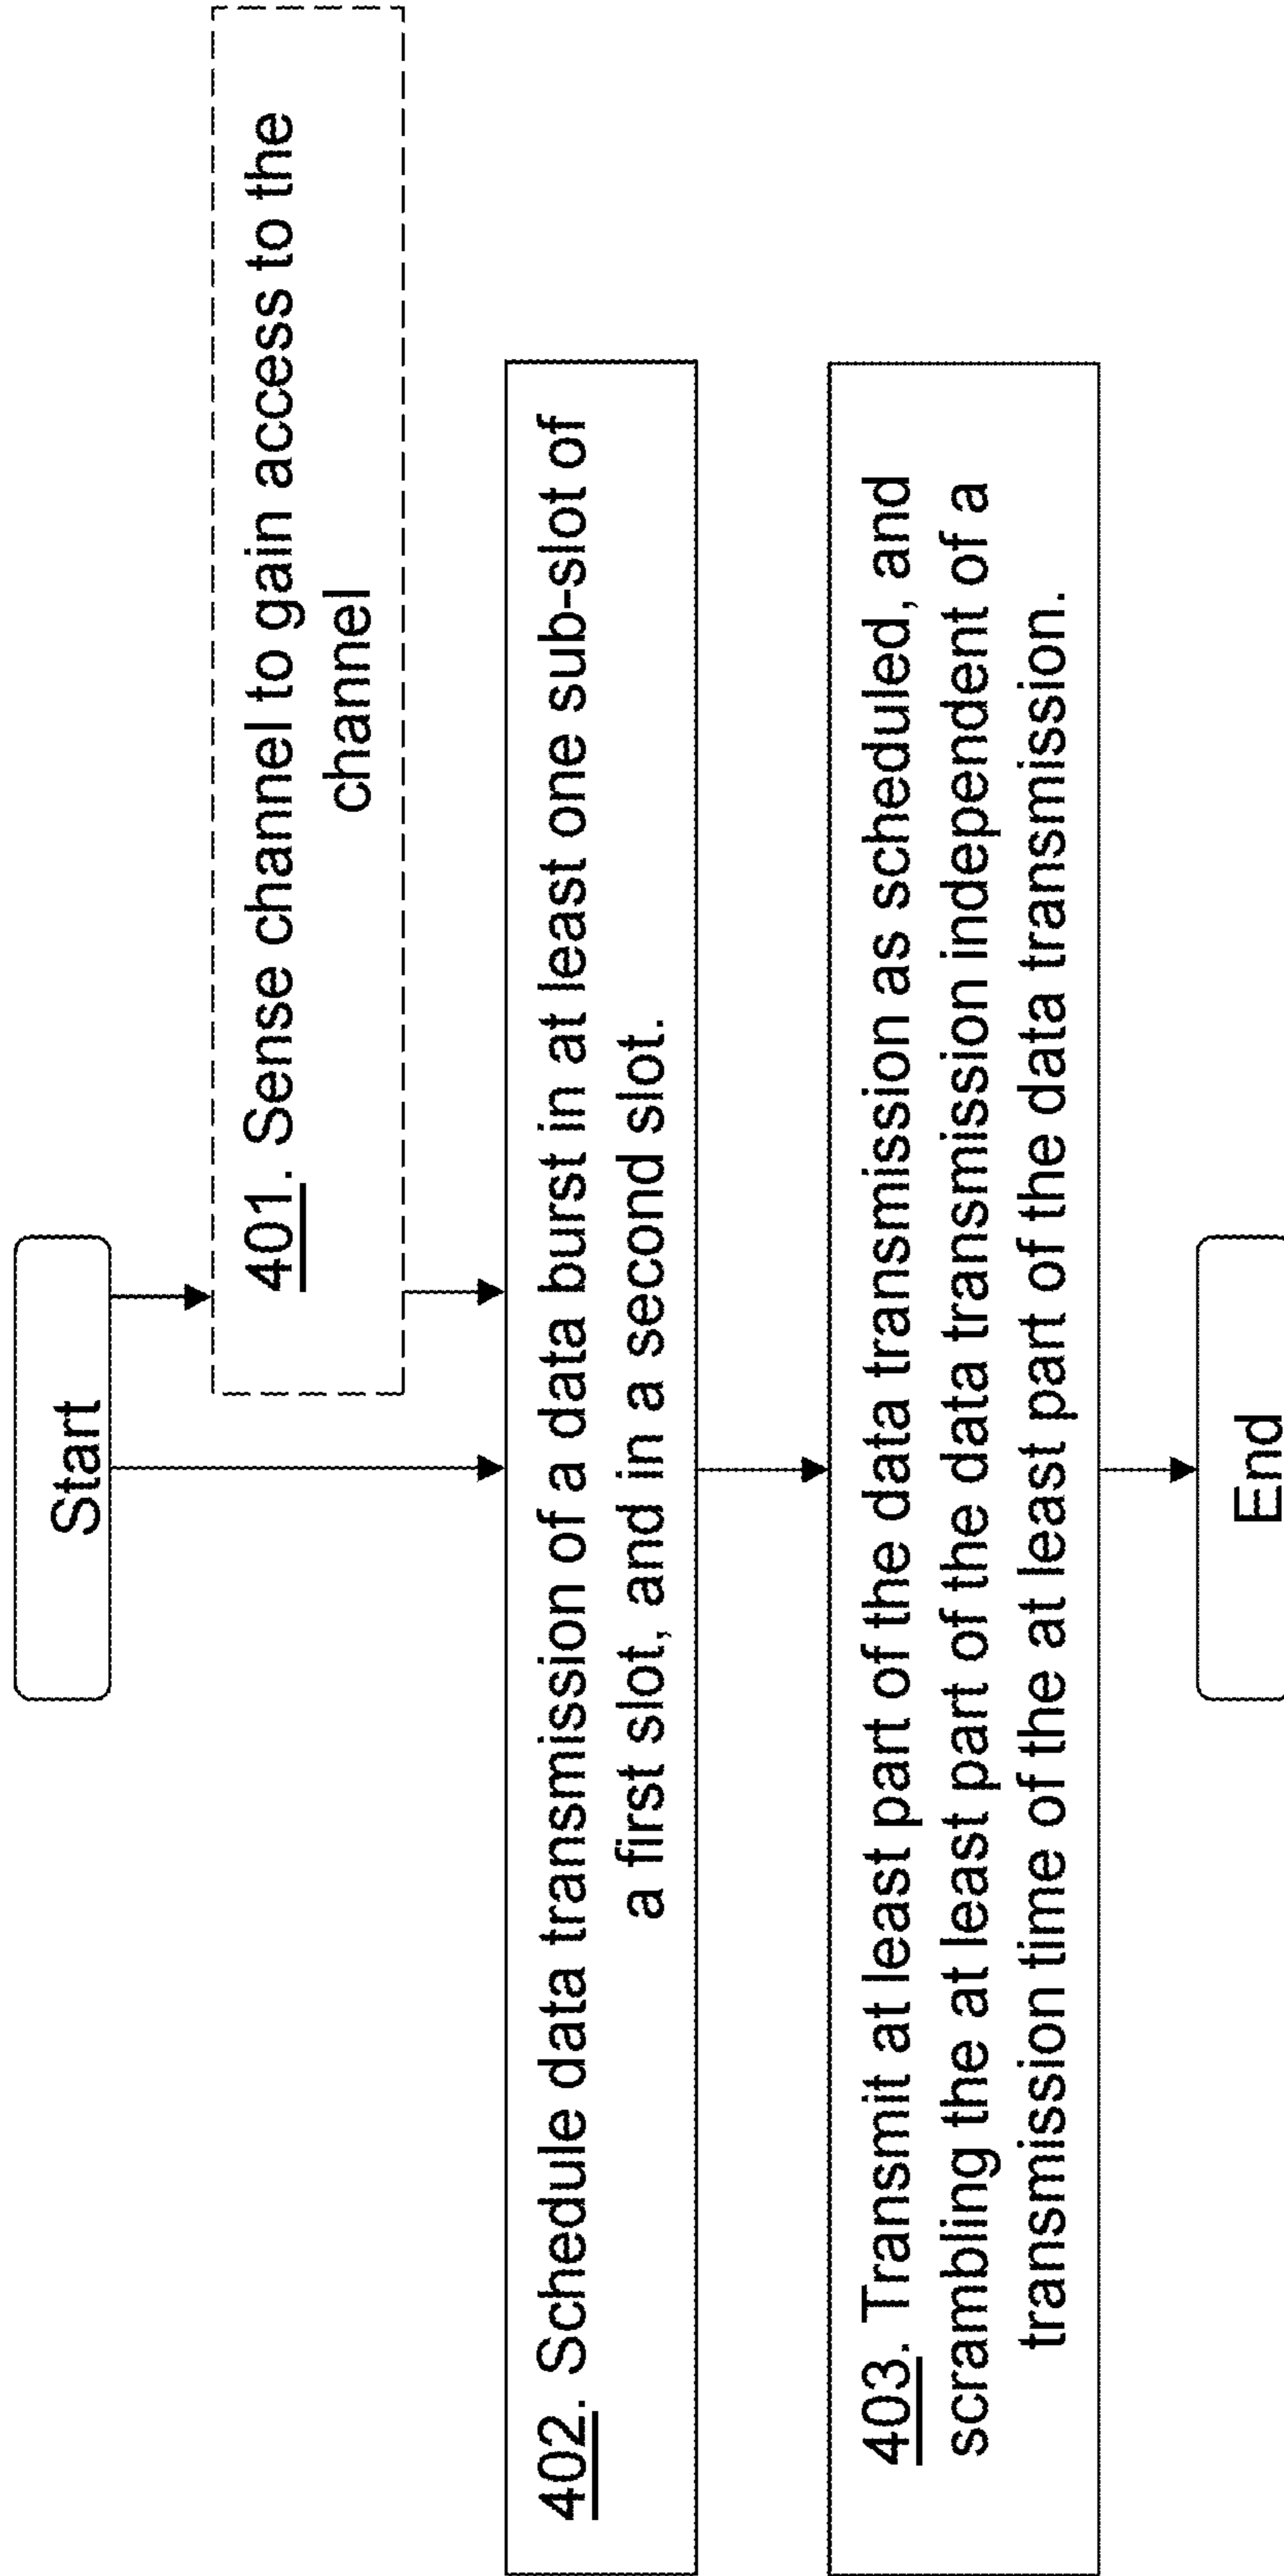 Start
401. Sense channel to gain access to the
channel
402. Schedule data transmission of a data burst in at least one sub-slot of
a first slot, and in a second slot.
403. Transmit at least part of the data transmission as scheduled, and
scrambling the at least part of the data transmission independent of a
transmission time of the at least part of the data transmission.
End